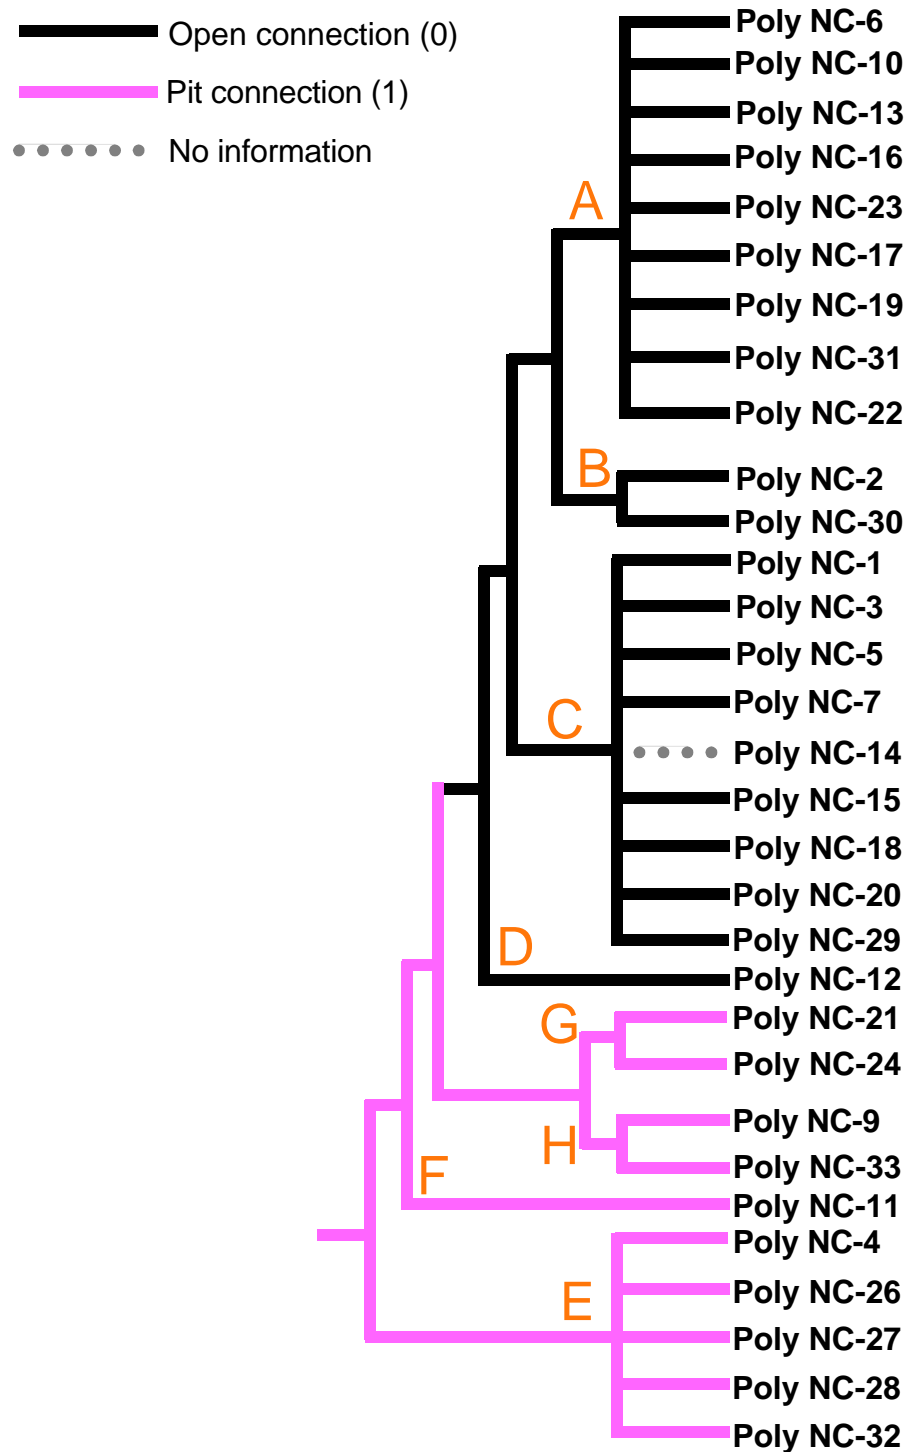 Open connection (0)
Pit connection (1)
No information
A
B
C
D
G
H
F
E
Poly NC-6
Poly NC-10
Poly NC-13
Poly NC-16
Poly NC-23
Poly NC-17
Poly NC-19
Poly NC-31
Poly NC-22
Poly NC-2
Poly NC-30
Poly NC-1
Poly NC-3
Poly NC-5
Poly NC-7
Poly NC-14
Poly NC-15
Poly NC-18
Poly NC-20
Poly NC-29
Poly NC-12
Poly NC-21
Poly NC-24
Poly NC-9
Poly NC-33
Poly NC-11
Poly NC-4
Poly NC-26
Poly NC-27
Poly NC-28
Poly NC-32